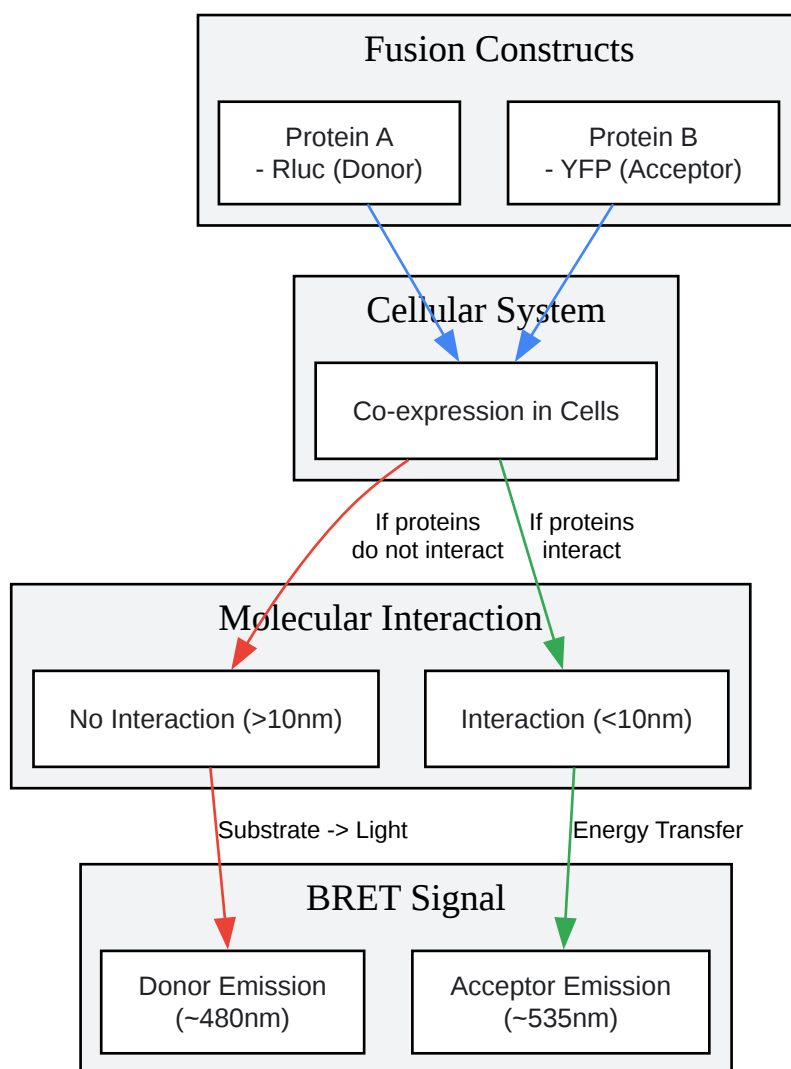 Fusion Constructs
Protein A
- Rluc (Donor)
Protein B
- YFP (Acceptor)
Cellular System
Co-expression in Cells
If proteins
do not interact
If proteins
interact
Molecular Interaction
No Interaction (>10nm)
Interaction (<10nm)
Substrate -> Light
Energy Transfer
BRET Signal
Donor Emission
(~480nm)
Acceptor Emission
(~535nm)